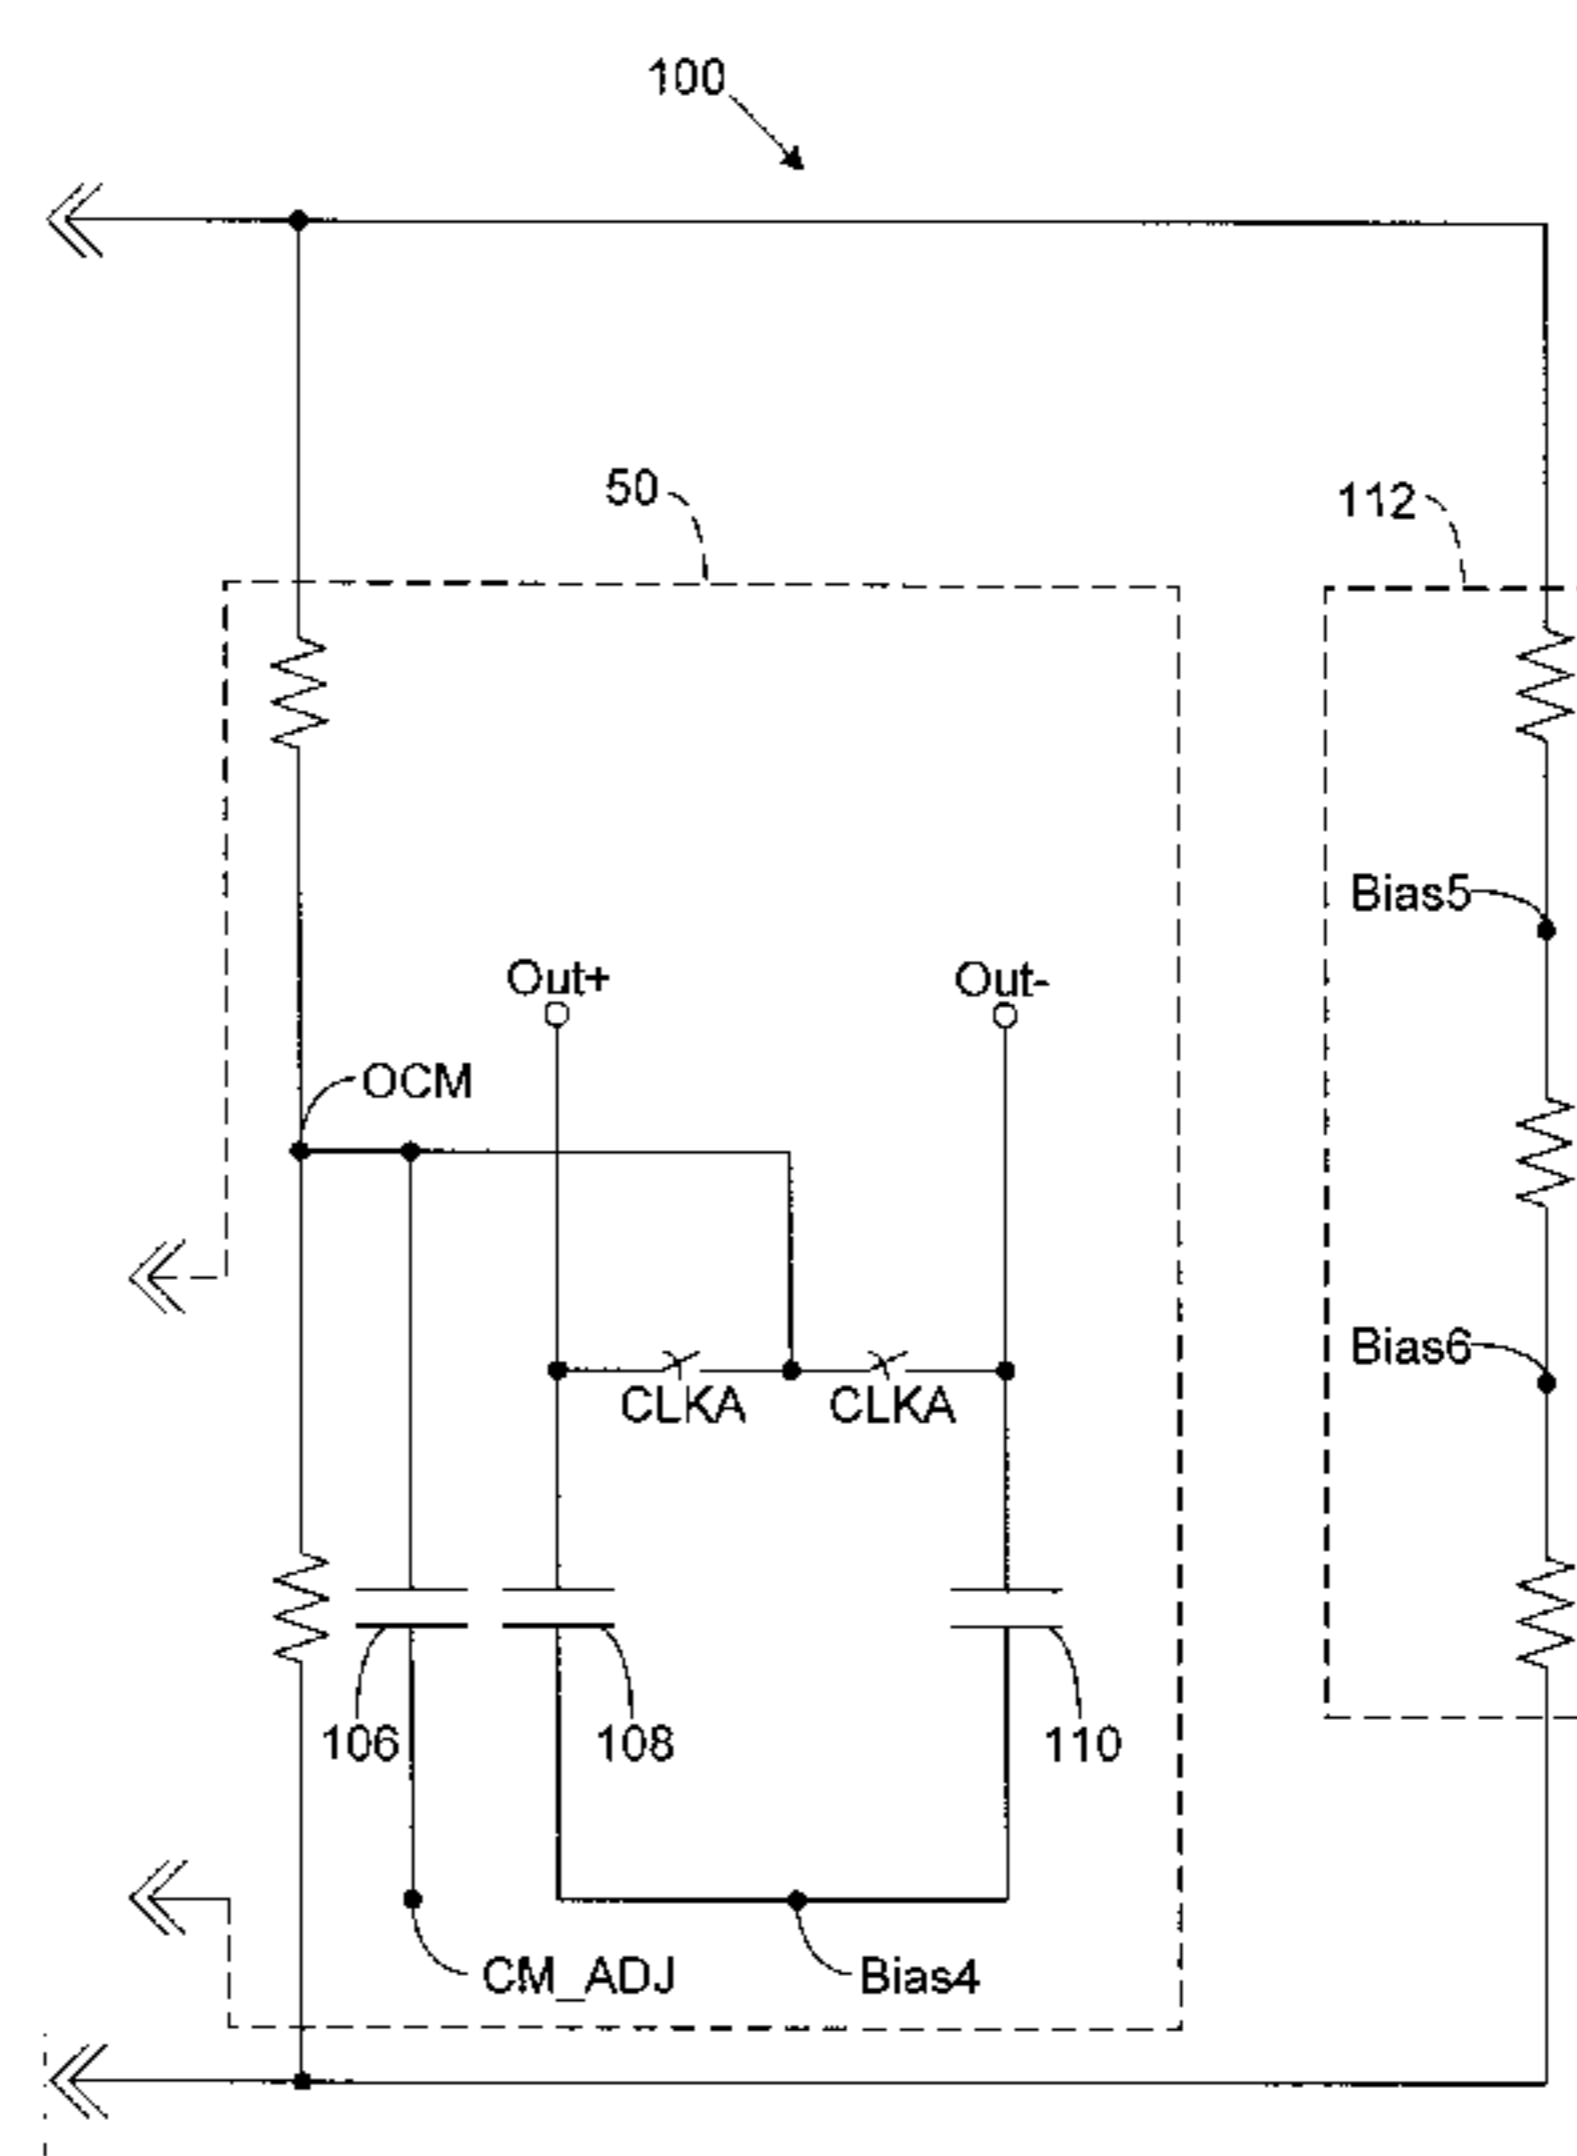 100
50
112
Bias5
Out+
Out-
OCM
Bias6
CLKA
CLKA
106
108
110
CM_ADJ
Bias4